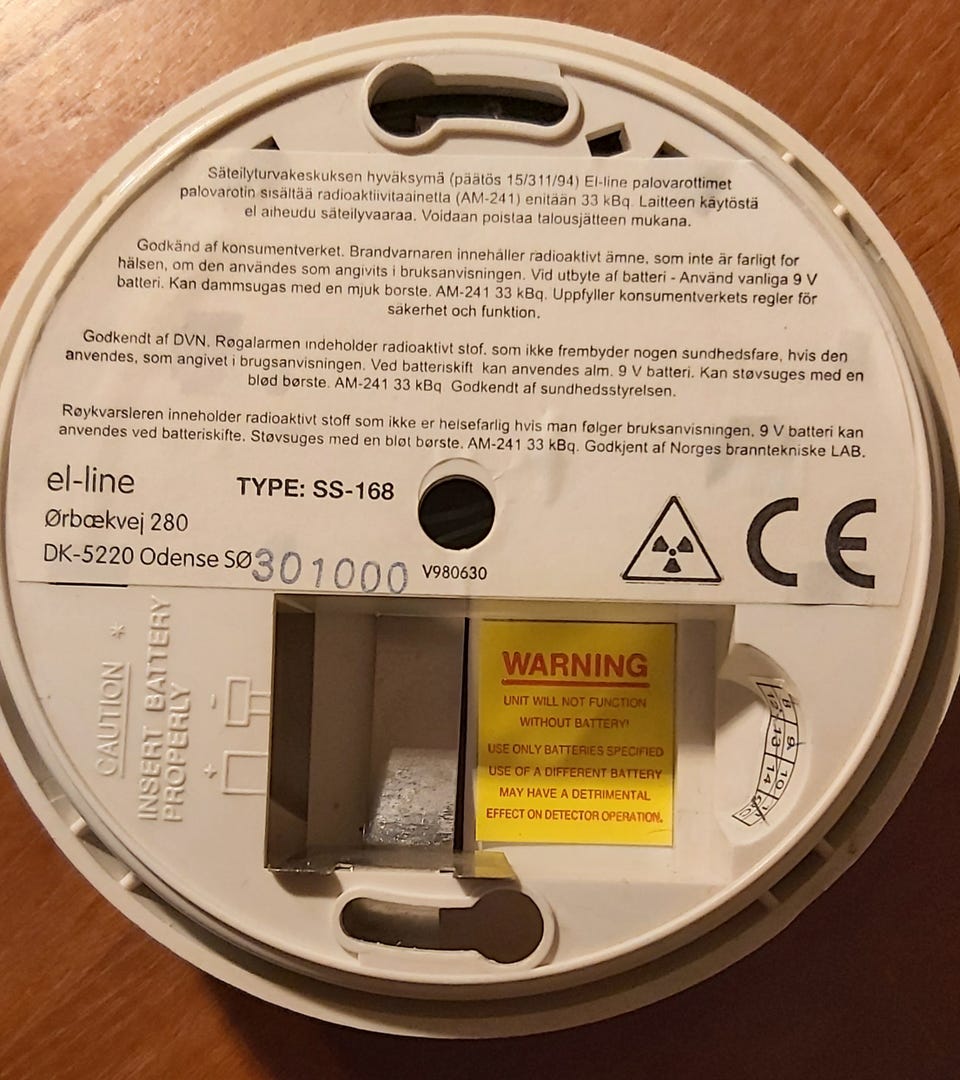 Säteilyturvakeskuksen hyväksymä (päätös 15/311/94) El-line palovarottimet
palovarotin sisältää radioaktiivitaainetta (AM-241) enitään 33 kBq. Laitteen käytöstä
ei aiheudu säteilyvaaraa. Voidaan poistaa talousjätteen mukana.
Godkänd af konsumentverket. Brandvarnaren innehåller radioaktivt ämne, som inte är farligt for
hälsen, om den användes som angivits i bruksanvisningen. Vid utbyte af batteri - Använd vanliga 9 V
batteri. Kan dammsugas med en mjuk borste. AM-241 33 kBq. Uppfyller konsumentverkets regler för
säkerhet och funktion.
Godkendt af DVN. Røgalarmen indeholder radioaktivt stof, som ikke frembyder nogen sundhedsfare, hvis den
anvendes, som angivet i brugsanvisningen. Ved batteriskift kan anvendes alm. 9 V batteri. Kan støvsuges med en
blød børste. AM-241 33 kBq Godkendt af sundhedsstyrelsen.
Røykvarsleren inneholder radioaktivt stoff som ikke er helsefarlig hvis man følger bruksanvisningen, 9 V batteri kan
anvendes ved batteriskifte. Støvsuges med en bløt børste. AM-241 33 kBq. Godkjent af Norges branntekniske LAB.
el-line
TYPE: SS-168
Ørbækvej 280
DK-5220 Odense SØ
301000
V980630
CE
CAUTION *
INSERT BATTERY
PROPERLY
- +
WARNING
UNIT WILL NOT FUNCTION
WITHOUT BATTERY!
USE ONLY BATTERIES SPECIFIED
USE OF A DIFFERENT BATTERY
MAY HAVE A DETRIMENTAL
EFFECT ON DETECTOR OPERATION.
8 9 10
12 13 14